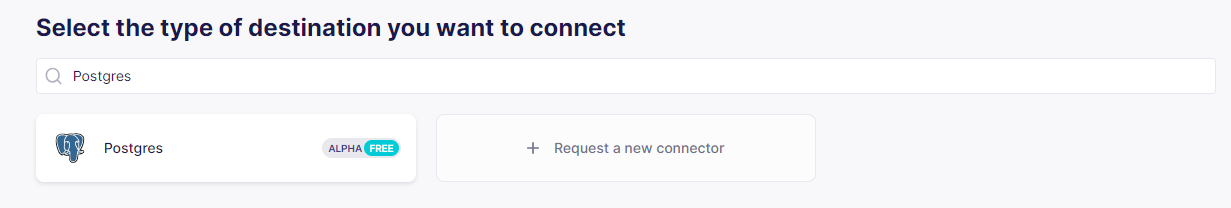 Select the type of destination you want to connect
Postgres
Postgres ALPHA FREE
+ Request a new connector